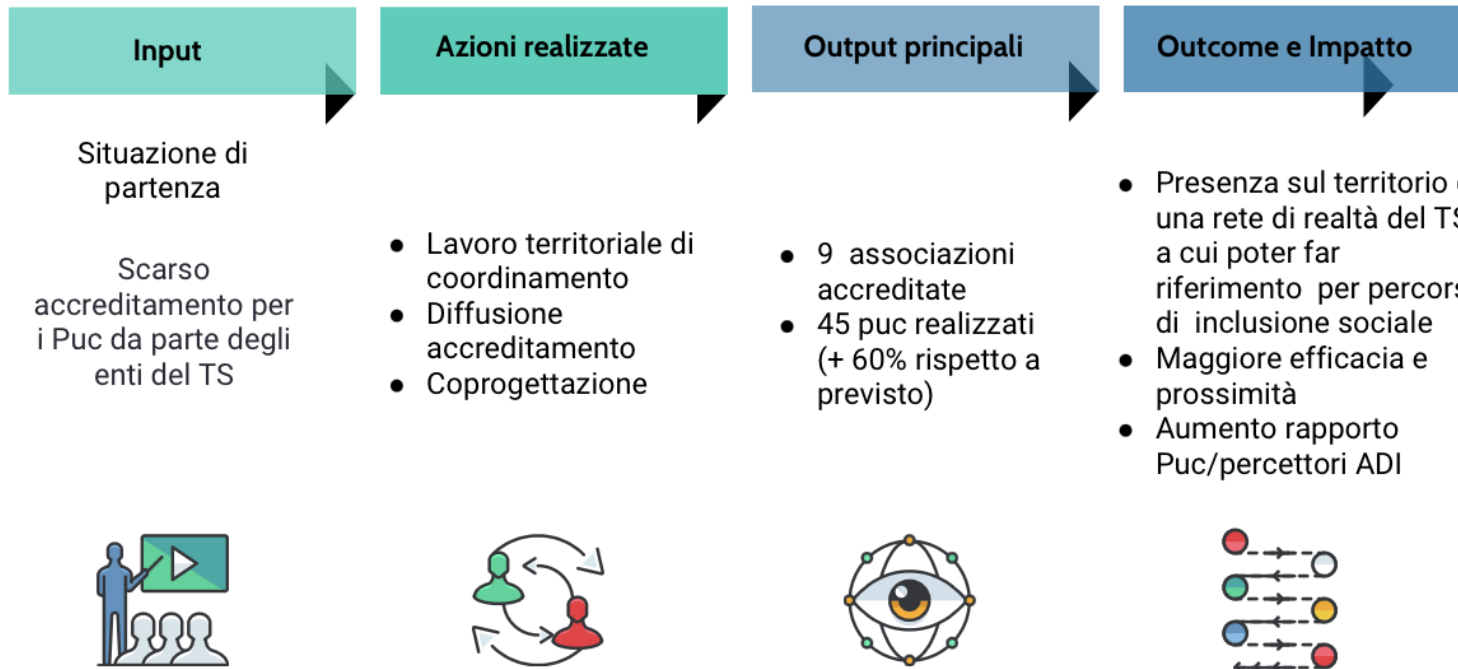 Input
Azioni realizzate
Output principali
Outcome e Impatto
Situazione di
partenza
Scarso
accreditamento per
i Puc da parte degli
enti del TS
● Lavoro territoriale di
coordinamento
● Diffusione
accreditamento
● Coprogettazione
● 9 associazioni
accreditate
● 45 puc realizzati
(+ 60% rispetto a
previsto)
● Presenza sul territorio
una rete di realtà del
a cui poter far
riferimento per
di inclusione sociale
● Maggiore efficacia e
prossimità
● Aumento rapporto
Puc/percettori ADI